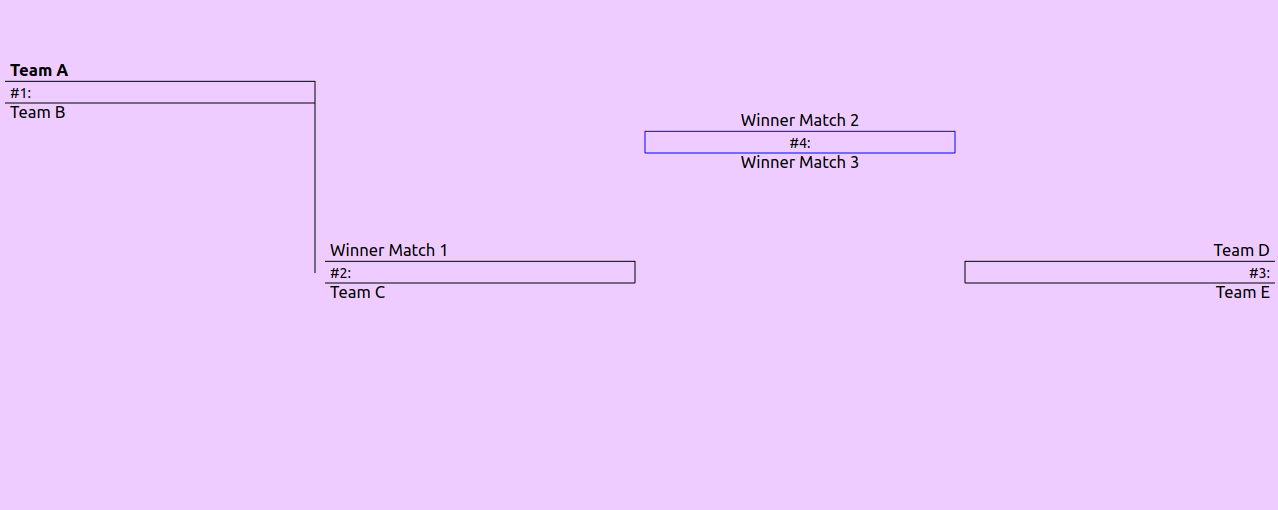 Team A
#1:
Team B
Winner Match 2
#4:
Winner Match 3
Winner Match 1
#2:
Team C
Team D
#3:
Team E